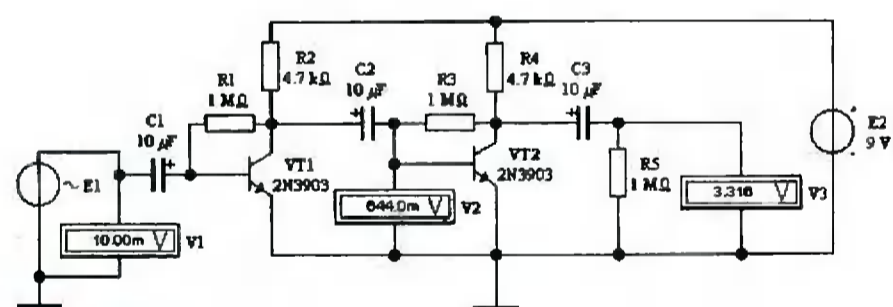 R2
4.7 kΩ
R4
4.7 kΩ
C2
10 μF
C3
10 μF
R1
1 MΩ
R3
1 MΩ
C1
10 μF
E2
9 V
VT1
2N3903
VT2
2N3903
R5
1 MΩ
~ E1
644.0m V
V2
3.316 V
V3
10.00m V
V1